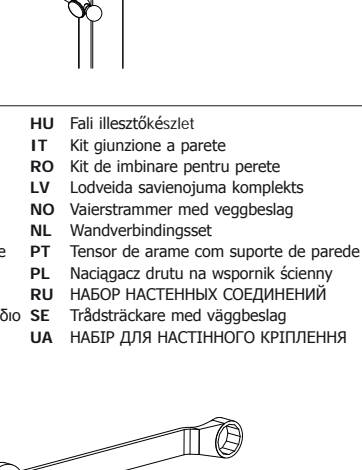 HU Fali illesztőkészlet
IT Kit giunzione a parete
RO Kit de imbinare pentru perete
LV Lodveida savienojuma komplekts
NO Vaierstrammer med veggbeslag
NL Wandverbindingsset
e PT Tensor de arame com suporte de parede
PL Naciągacz drutu na wspornik ścienny
RU НАБОР НАСТЕННЫХ СОЕДИНЕНИЙ
διο SE Trådsträckare med väggbeslag
UA НАБІР ДЛЯ НАСТІННОГО КРІПЛЕННЯ